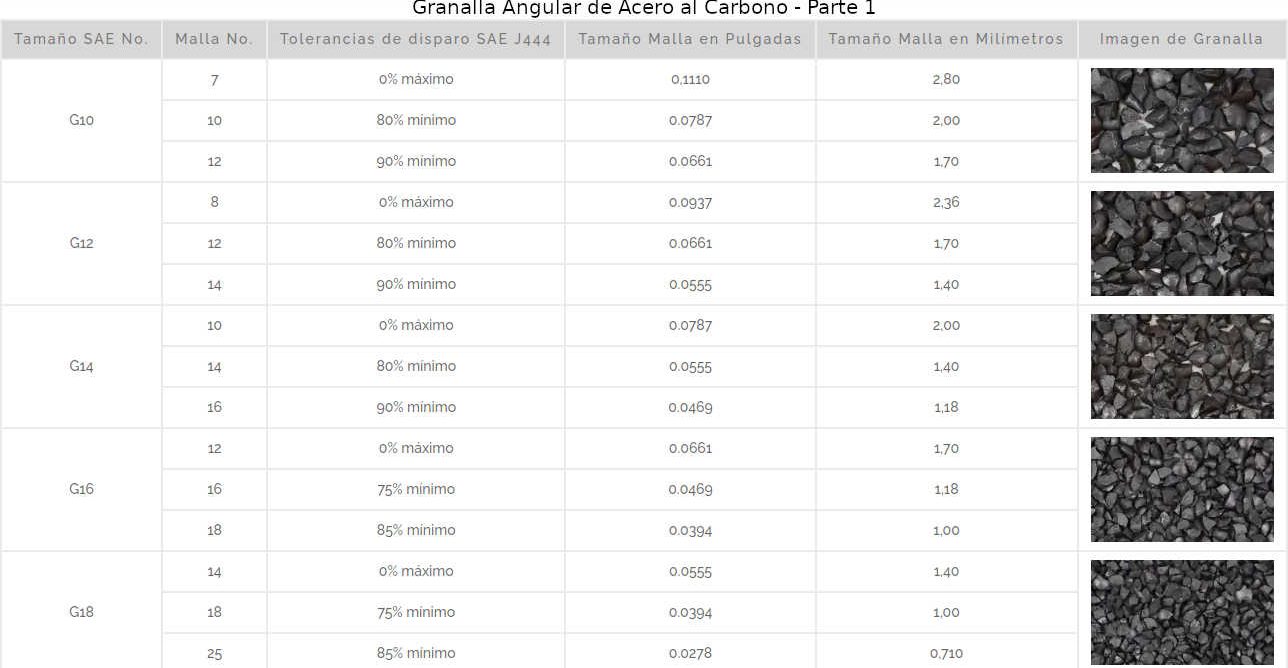 Granalla Angular de Acero al Carbono - Parte 1
Tamaño SAE No. Malla No. Tolerancias de disparo SAE J444 Tamaño Malla en Pulgadas Tamaño Malla en Milímetros Imagen de Granalla
G10
7 0% máximo 0,1110 2,80
10 80% mínimo 0.0787 2,00
12 90% mínimo 0.0661 1,70
G12
8 0% máximo 0.0937 2,36
12 80% mínimo 0.0661 1,70
14 90% mínimo 0.0555 1,40
G14
10 0% máximo 0.0787 2,00
14 80% mínimo 0.0555 1,40
16 90% mínimo 0.0469 1,18
G16
12 0% máximo 0.0661 1,70
16 75% mínimo 0.0469 1,18
18 85% mínimo 0.0394 1,00
G18
14 0% máximo 0.0555 1,40
18 75% mínimo 0.0394 1,00
25 85% mínimo 0.0278 0,710